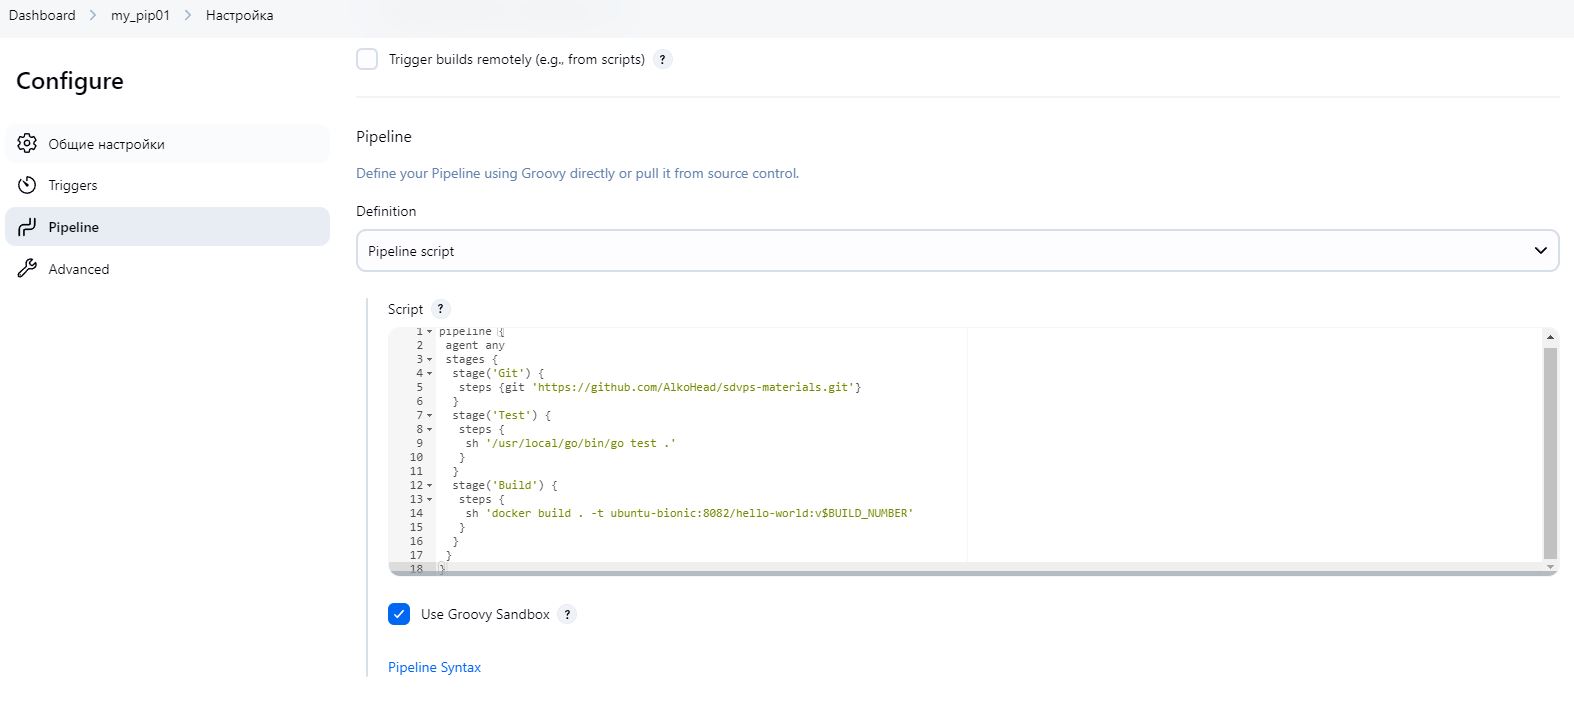 Dashboard > my_pip01 > Настройка
Configure
Общие настройки
Triggers
Pipeline
Advanced
Trigger builds remotely (e.g., from scripts) ?
Pipeline
Define your Pipeline using Groovy directly or pull it from source control.
Definition
Pipeline script
Script ?
1 pipeline {
2 agent any
3 stages {
4 stage('Git') {
5 steps {git 'https://github.com/AlkoHead/sdvps-materials.git'}
6 }
7 stage('Test') {
8 steps {
9 sh '/usr/local/go/bin/go test .'
10 }
11 }
12 stage('Build') {
13 steps {
14 sh 'docker build . -t ubuntu-bionic:8082/hello-world:v$BUILD_NUMBER'
15 }
16 }
17 }
18 }
Use Groovy Sandbox ?
Pipeline Syntax